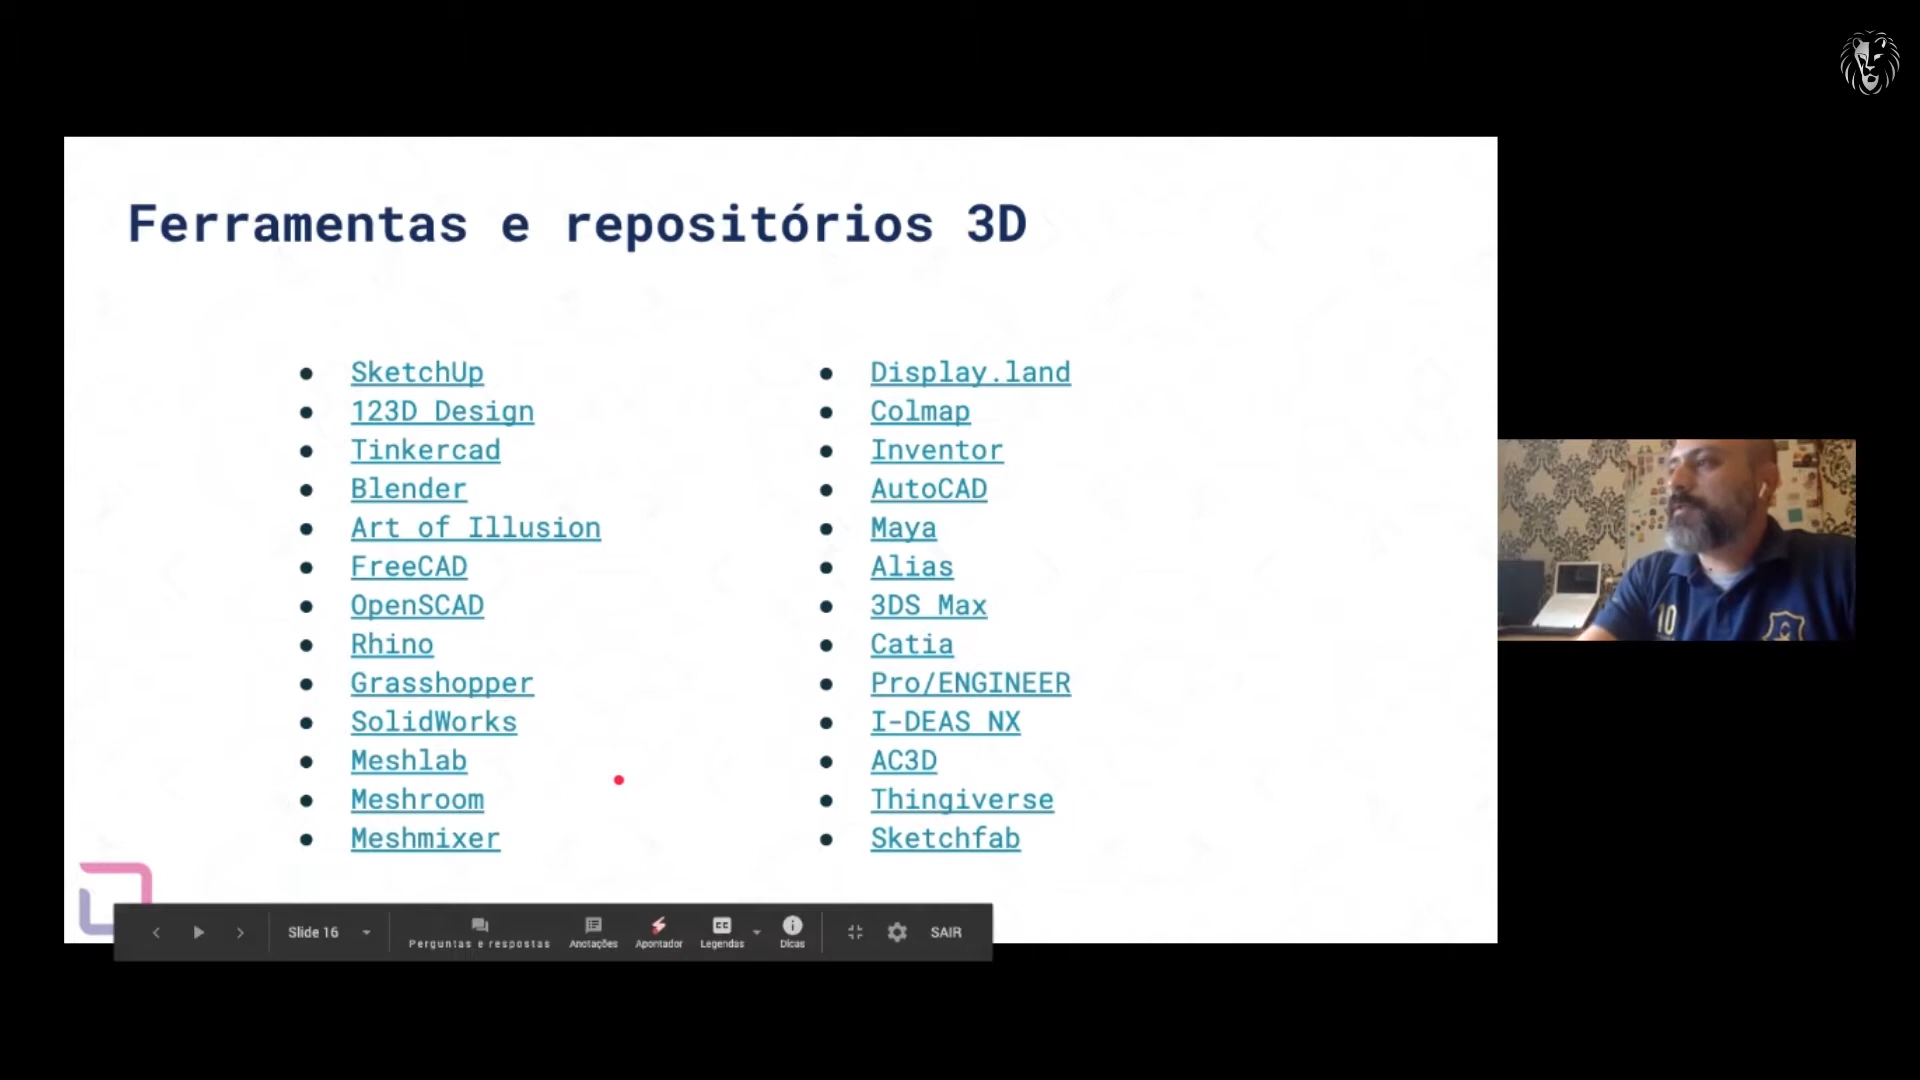 Ferramentas e repositórios 3D
SketchUp
123D Design
Tinkercad
Blender
Art of Illusion
FreeCAD
OpenSCAD
Rhino
Grasshopper
SolidWorks
Meshlab
Meshroom
Meshmixer
Display.land
Colmap
Inventor
AutoCAD
Maya
Alias
3DS Max
Catia
Pro/ENGINEER
I-DEAS NX
AC3D
Thingiverse
Sketchfab
10
Slide 16
Perguntas e respostas
Anotações
Apontador
CC
Legendas
Dicas
SAIR